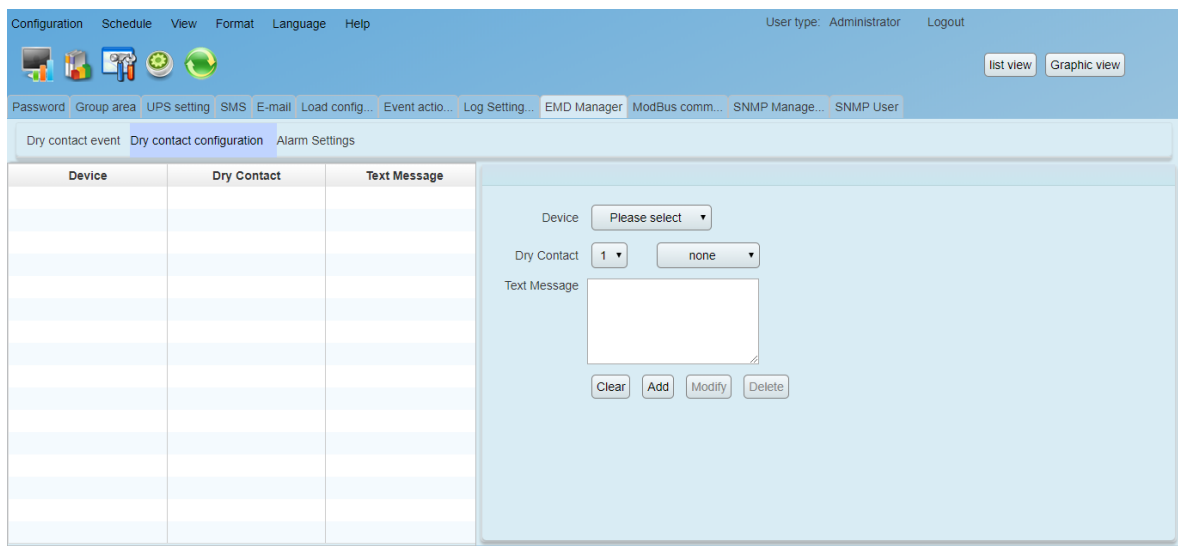 Configuration Schedule View Format Language Help User type: Administrator Logout
list view Graphic view
Password Group area UPS setting SMS E-mail Load config... Event actio... Log Setting... EMD Manager ModBus comm... SNMP Manage... SNMP User
Dry contact event Dry contact configuration Alarm Settings
Device Dry Contact Text Message
Device Please select
Dry Contact 1 none
Text Message
Clear Add Modify Delete